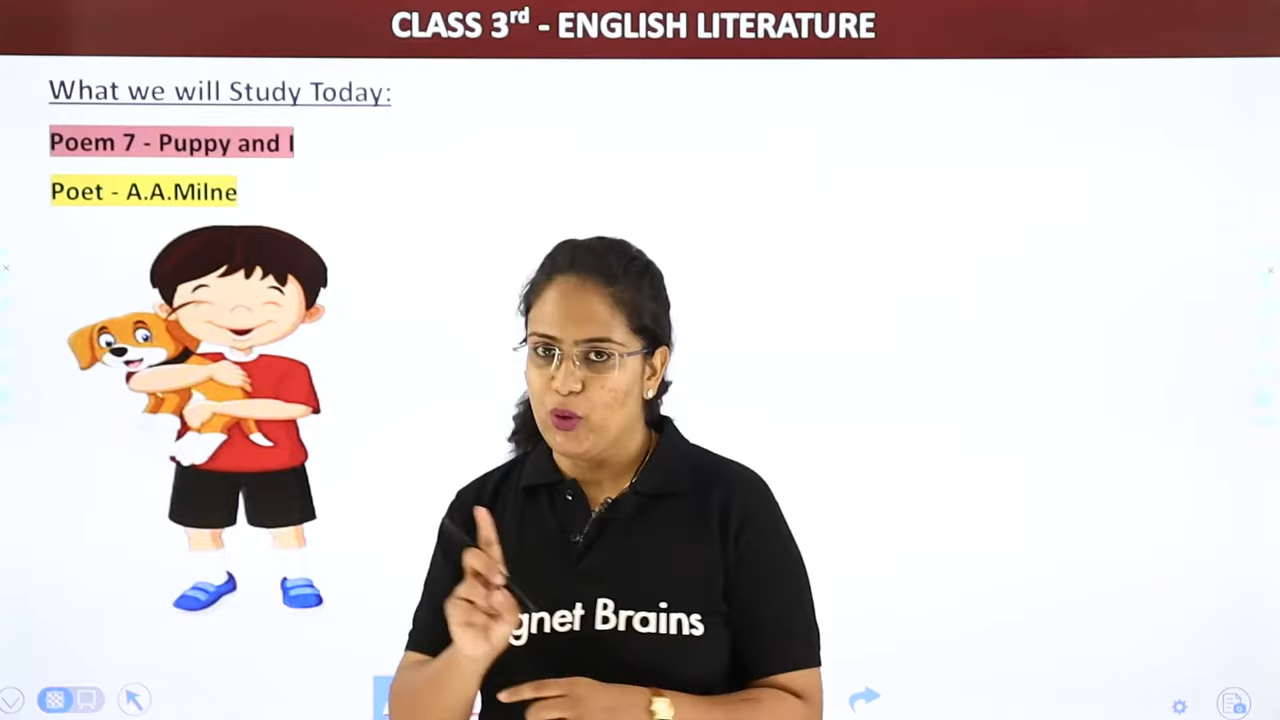 CLASS 3rd - ENGLISH LITERATURE
What we will Study Today:
Poem 7 - Puppy and I
Poet - A.A.Milne
gnet Brains